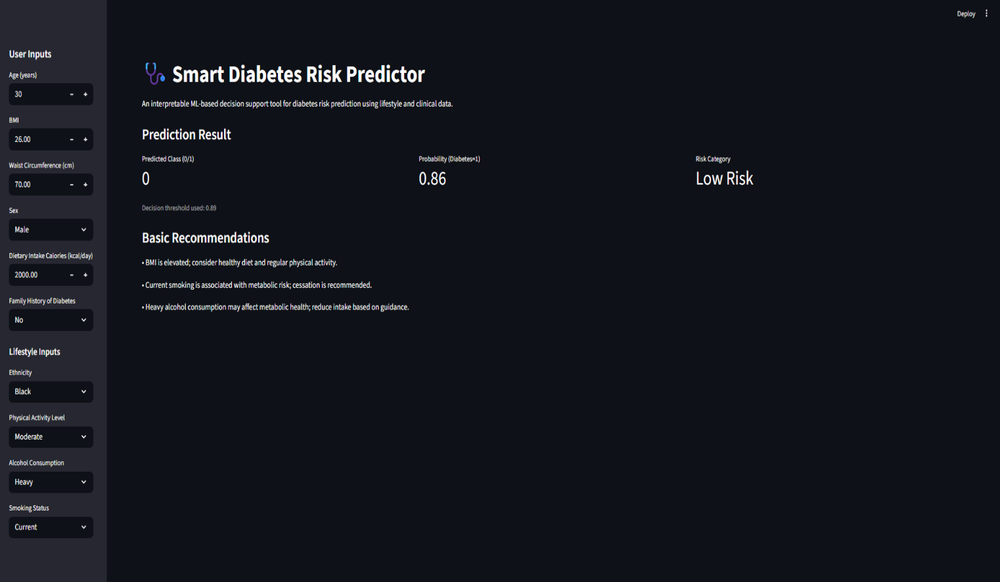 Deploy
User Inputs
Age (years)
30
BMI
26.00
Waist Circumference (cm)
70.00
Sex
Male
Dietary Intake Calories (kcal/day)
2000.00
Family History of Diabetes
No
Lifestyle Inputs
Ethnicity
Black
Physical Activity Level
Moderate
Alcohol Consumption
Heavy
Smoking Status
Current
Smart Diabetes Risk Predictor
An interpretable ML-based decision support tool for diabetes risk prediction using lifestyle and clinical data.
Prediction Result
Predicted Class (0/1)
0
Probability (Diabetes=1)
0.86
Risk Category
Low Risk
Decision threshold used: 0.89
Basic Recommendations
• BMI is elevated; consider healthy diet and regular physical activity.
• Current smoking is associated with metabolic risk; cessation is recommended.
• Heavy alcohol consumption may affect metabolic health; reduce intake based on guidance.